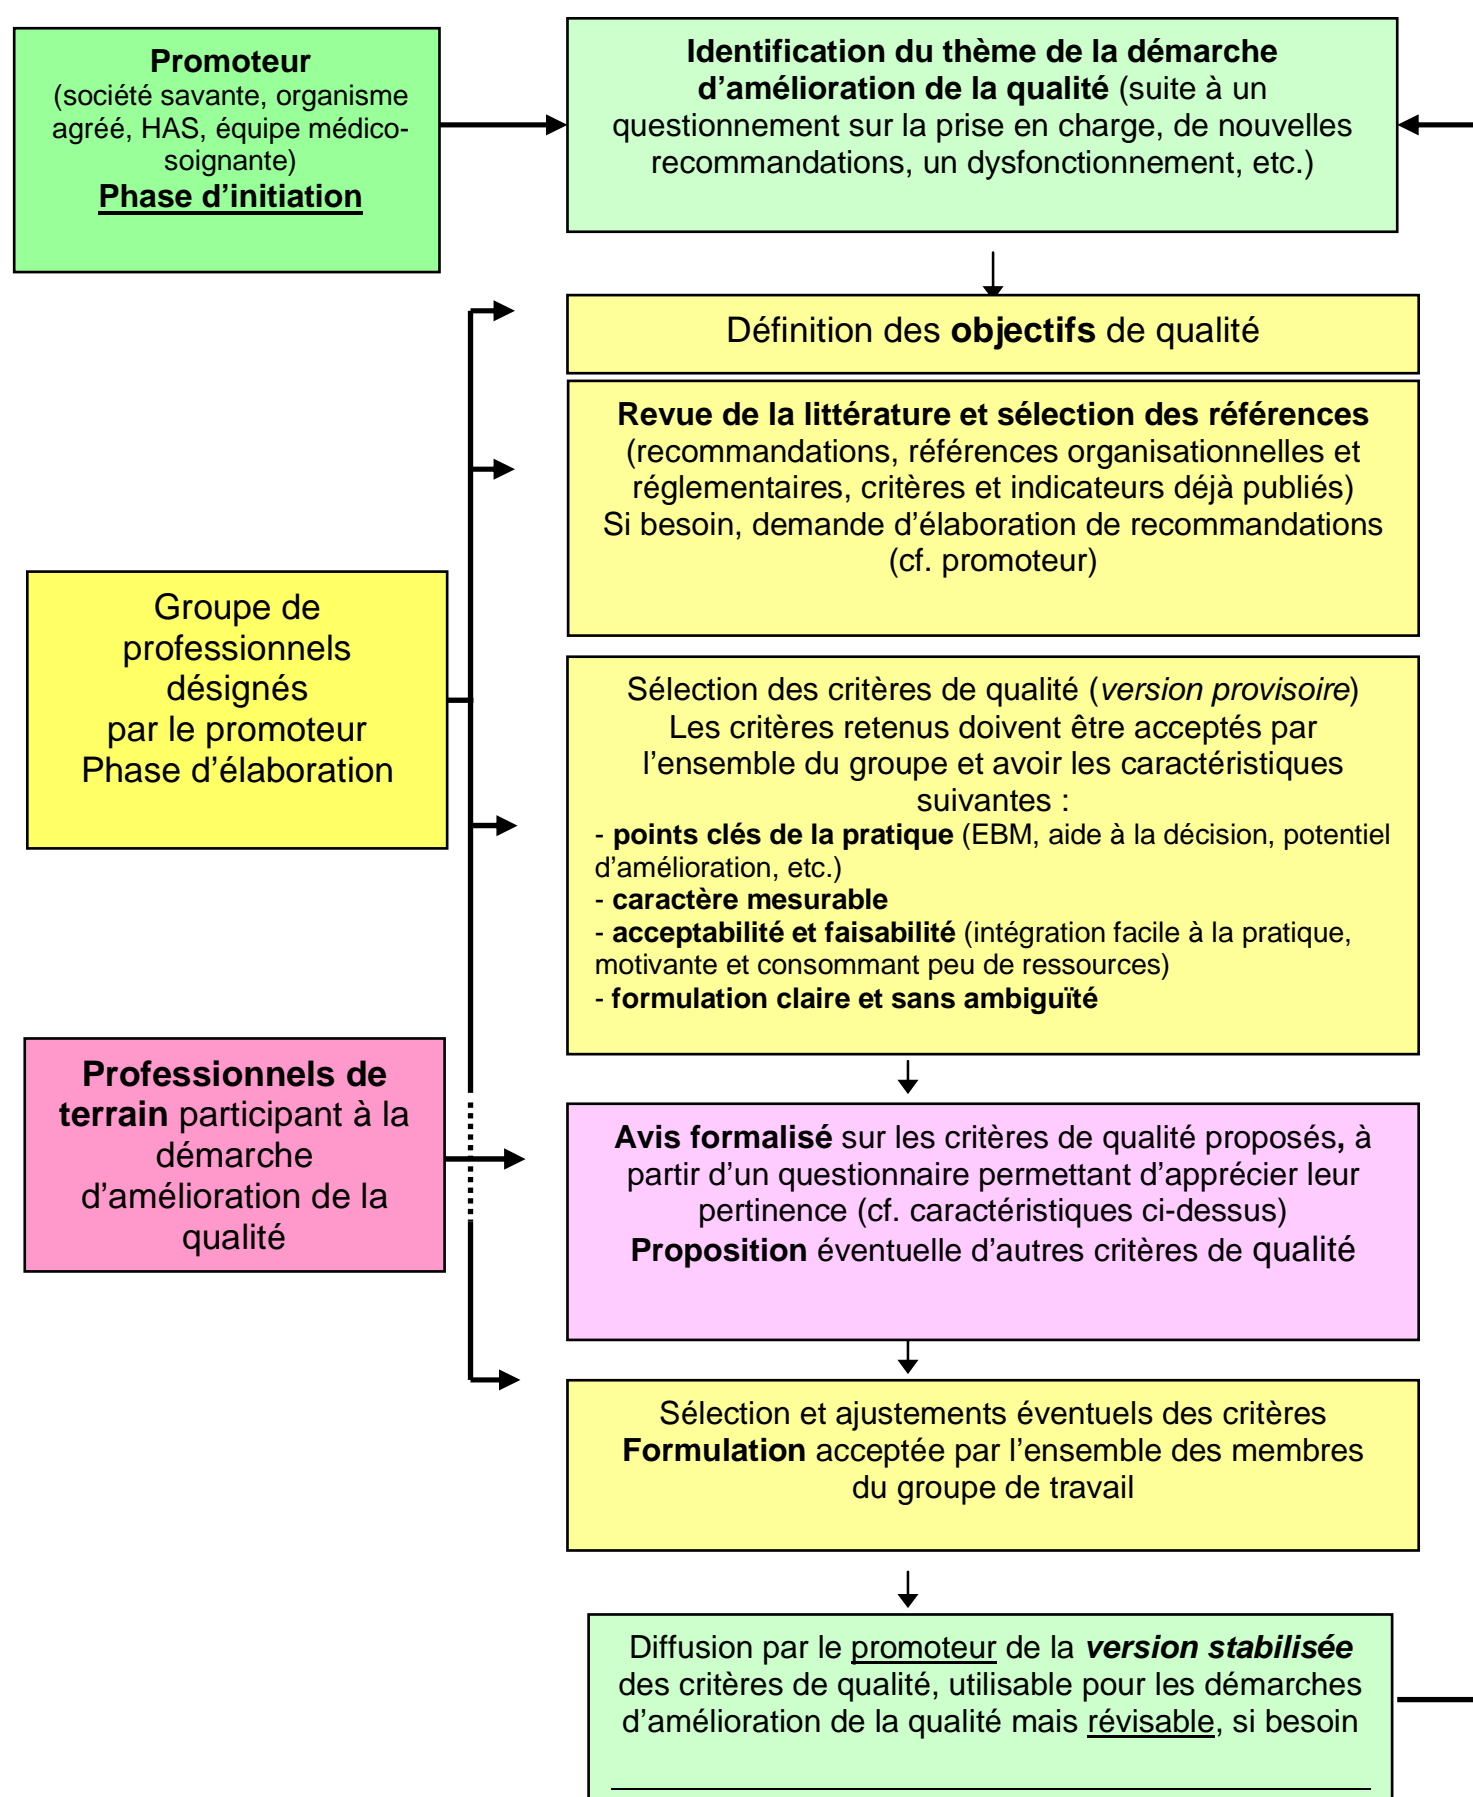 Promoteur
(société savante, organisme
agréé, HAS, équipe médico-
soignante)
Phase d'initiation
Identification du thème de la démarche
d'amélioration de la qualité (suite à un
questionnement sur la prise en charge, de nouvelles
recommandations, un dysfonctionnement, etc.)
Définition des objectifs de qualité
Revue de la littérature et sélection des références
(recommandations, références organisationnelles et
réglementaires, critères et indicateurs déjà publiés)
Si besoin, demande d'élaboration de recommandations
(cf. promoteur)
Groupe de
professionnels
désignés
par le promoteur
Phase d'élaboration
Sélection des critères de qualité (version provisoire)
Les critères retenus doivent être acceptés par
l'ensemble du groupe et avoir les caractéristiques
suivantes :
- points clés de la pratique (EBM, aide à la décision, potentiel
d'amélioration, etc.)
- caractère mesurable
- acceptabilité et faisabilité (intégration facile à la pratique,
motivante et consommant peu de ressources)
- formulation claire et sans ambiguïté
Professionnels de
terrain participant à la
démarche
d'amélioration de la
qualité
Avis formalisé sur les critères de qualité proposés, à
partir d'un questionnaire permettant d'apprécier leur
pertinence (cf. caractéristiques ci-dessus)
Proposition éventuelle d'autres critères de qualité
Sélection et ajustements éventuels des critères
Formulation acceptée par l'ensemble des membres
du groupe de travail
Diffusion par le promoteur de la version stabilisée
des critères de qualité, utilisable pour les démarches
d'amélioration de la qualité mais révisable, si besoin